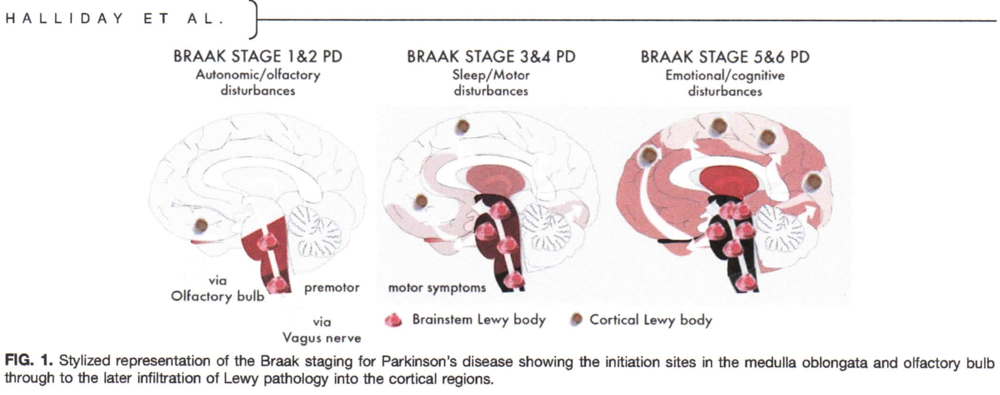 HALLIDAY ET AL.
BRAAK STAGE 1&2 PD
Autonomic/olfactory
disturbances
BRAAK STAGE 3&4 PD
Sleep/Motor
disturbances
BRAAK STAGE 5&6 PD
Emotional/cognitive
disturbances
via
Olfactory bulb
premotor
motor symptoms
via
Vagus nerve
Brainstem Lewy body
Cortical Lewy body
FIG. 1. Stylized representation of the Braak staging for Parkinson's disease showing the initiation sites in the medulla oblongata and olfactory bulb
through to the later infiltration of Lewy pathology into the cortical regions.